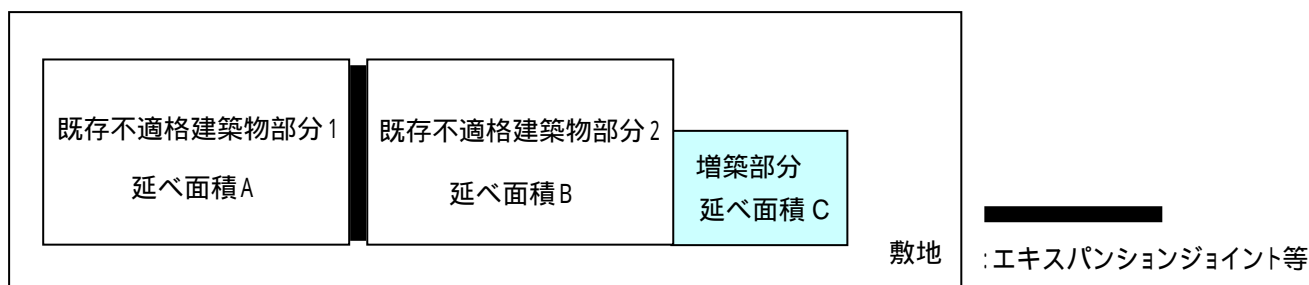 既存不適格建築物部分1
延べ面積A
既存不適格建築物部分2
延べ面積B
増築部分
延べ面積C
敷地
:エキスパンションジョイント等